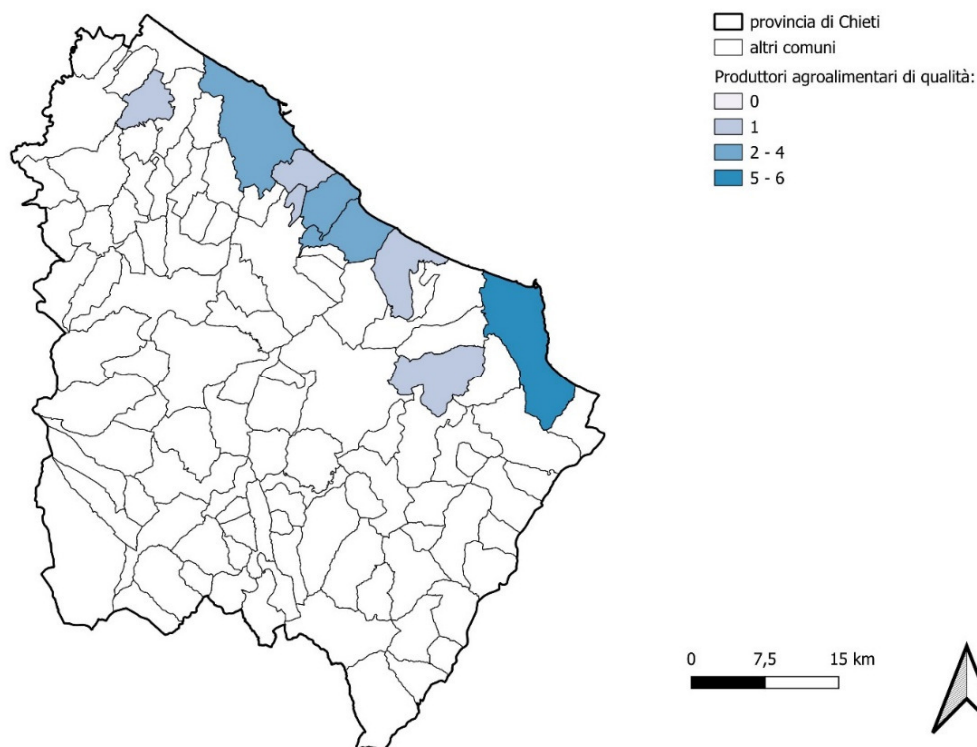 provincia di Chieti
altri comuni
Produttori agroalimentari di qualità:
0
1
2 - 4
5 - 6
0 7,5 15 km